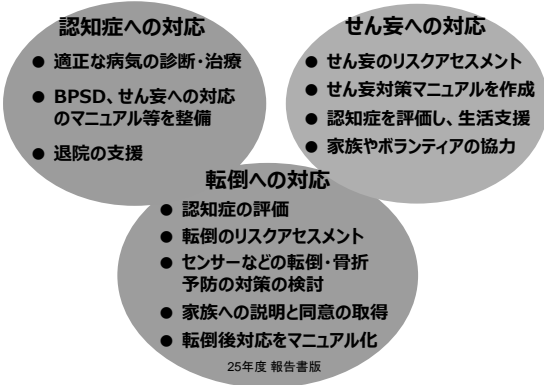 認知症への対応
● 適正な病気の診断・治療
● BPSD、せん妄への対応
のマニュアル等を整備
● 退院の支援
せん妄への対応
● せん妄のリスクアセスメント
● せん妄対策マニュアルを作成
● 認知症を評価し、生活支援
● 家族やボランティアの協力
転倒への対応
● 認知症の評価
● 転倒のリスクアセスメント
● センサーなどの転倒・骨折
予防の対策の検討
● 家族への説明と同意の取得
● 転倒後対応をマニュアル化
25年度 報告書版